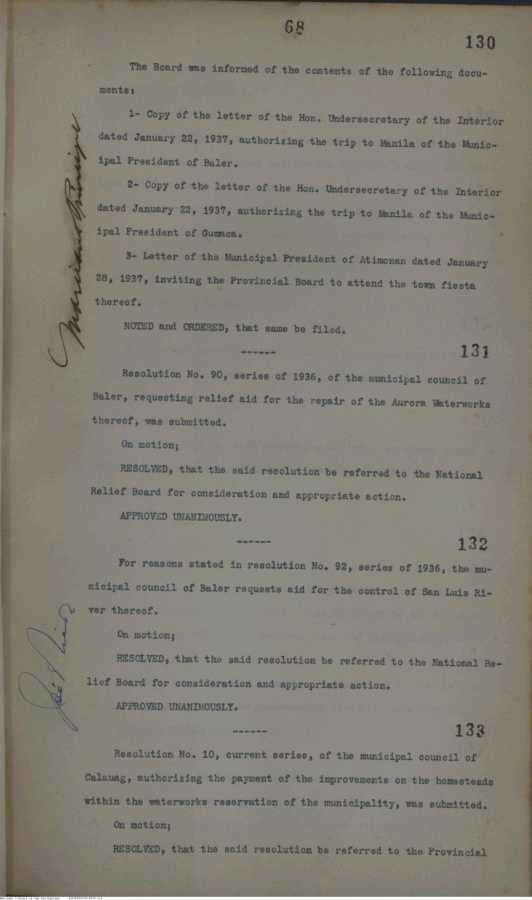 68
130
The Board was informed of the contents of the following docu-
ments:
1- Copy of the letter of the Hon. Undersecretary of the Interior
dated January 22, 1937, authorizing the trip to Manila of the Munic-
ipal President of Baler.
2- Copy of the letter of the Hon. Undersecretary of the Interior
dated January 22, 1937, authorizing the trip to Manila of the Munic-
ipal President of Gumaca.
3- Letter of the Municipal President of Atimonan dated January
28, 1937, inviting the Provincial Board to attend the town fiesta
thereof.
NOTED and ORDERED, that same be filed.
------
131
Resolution No. 90, series of 1936, of the municipal council of
Baler, requesting relief aid for the repair of the Aurora Waterworks
thereof, was submitted.
On motion;
RESOLVED, that the said resolution be referred to the National
Relief Board for consideration and appropriate action.
APPROVED UNANIMOUSLY.
------
132
For reasons stated in resolution No. 92, series of 1936, the mu-
nicipal council of Baler requests aid for the control of San Luis Ri-
ver thereof.
On motion;
RESOLVED, that the said resolution be referred to the National Re-
lief Board for consideration and appropriate action.
APPROVED UNANIMOUSLY.
------
133
Resolution No. 10, current series, of the municipal council of
Calauag, authorizing the payment of the improvements on the homesteads
within the waterworks reservation of the municipality, was submitted.
On motion;
RESOLVED, that the said resolution be referred to the Provincial